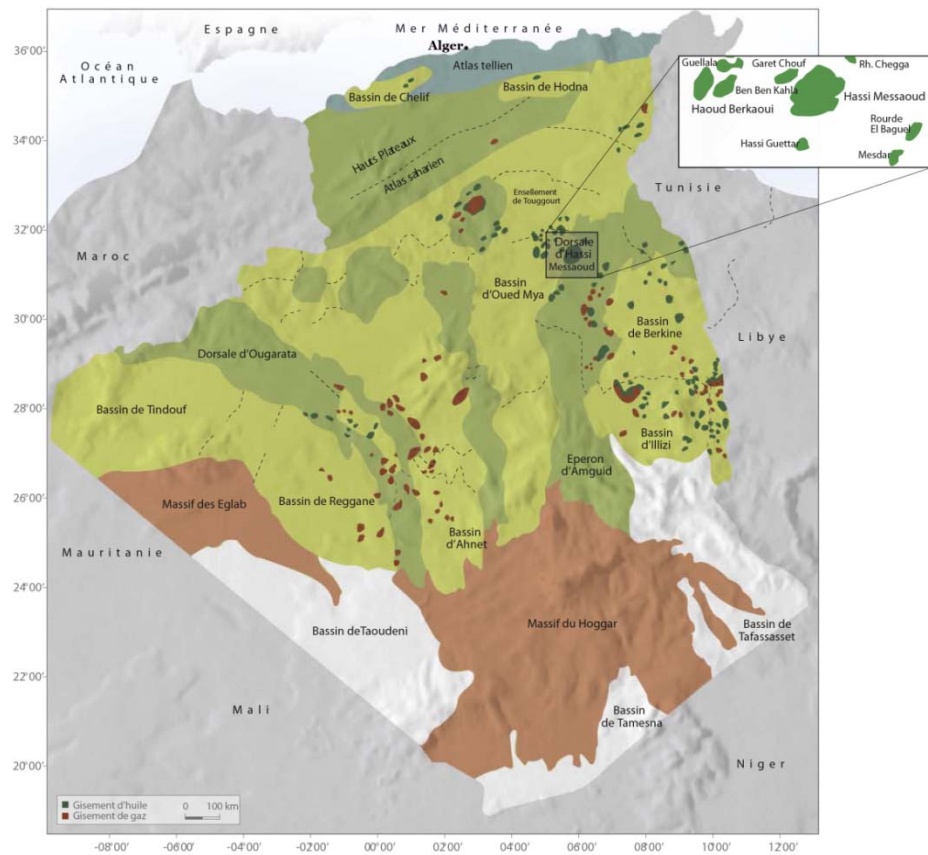 Espagne
Mer Méditerranée
Alger
Océan
Atlantique
Atlas tellien
Bassin de Chelif
Bassin de Hodna
Hauts Plateaux
Atlas saharien
Guellala
Garet Chouf
Rh. Chegga
Ben Ben Kahla
Haoud Berkaoui
Hassi Messaoud
Rourde
El Baguel
Hassi Guettar
Mesdar
Ensellement
de Touggourt
Tunisie
Maroc
Dorsale
d'Hassi
Messaoud
Bassin
d'Oued Mya
Bassin
de Berkine
Libye
Dorsale d'Ougarata
Bassin de Tindouf
Bassin
d'Illizi
Eperon
d'Amguid
Massif des Eglab
Bassin de Reggane
Bassin
d'Ahnet
Mauritanie
Bassin deTaoudeni
Massif du Hoggar
Bassin de
Tafassasset
Mali
Bassin
de Tamesna
Niger
Gisement d'huile
Gisement de gaz
0 100 km
36°00'
34°00'
32°00'
30°00'
28°00'
26°00'
24°00'
22°00'
20°00'
-08°00' -06°00' -04°00' -02°00' 00°00' 02°00' 04°00' 06°00' 08°00' 10°00' 12°00'